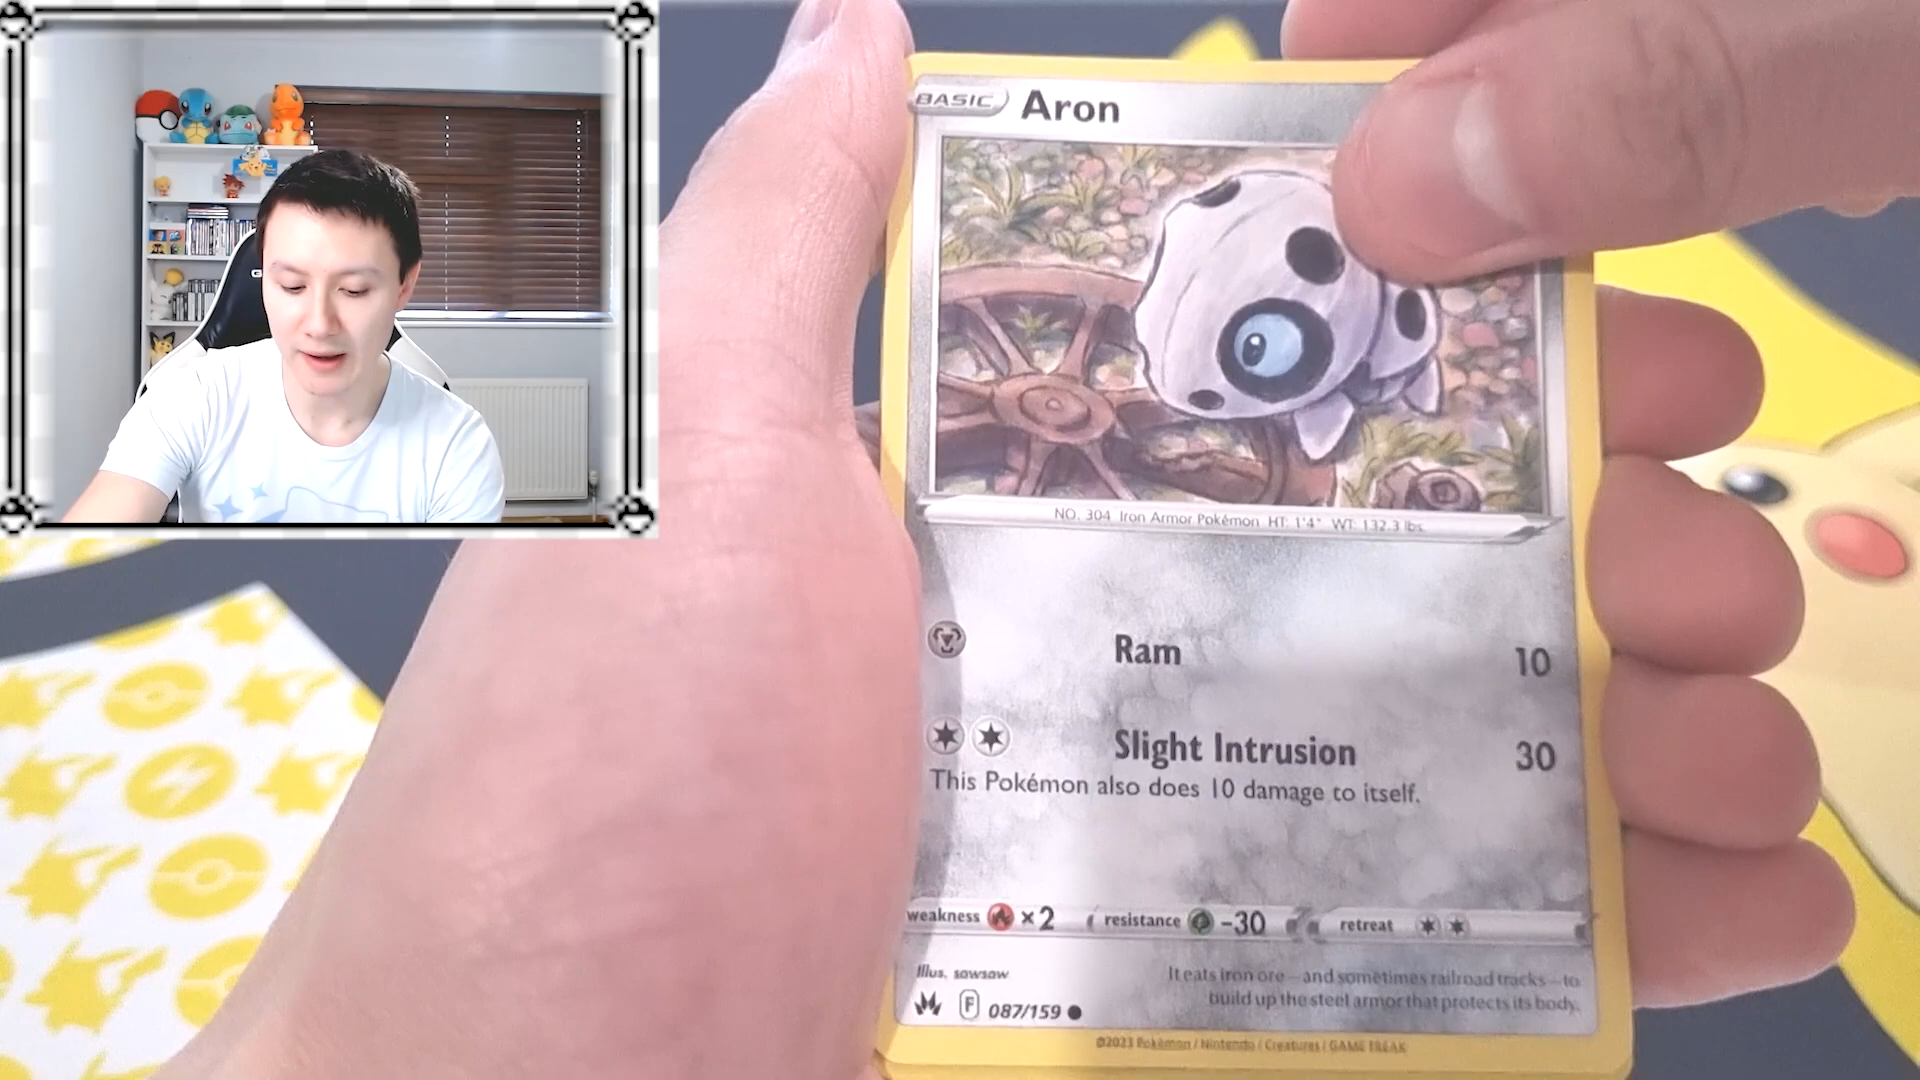 BASIC Aron
NO. 304 Iron Armor Pokémon HT: 1'4" WT: 132.3 lbs.
Ram 10
Slight Intrusion 30
This Pokémon also does 10 damage to itself.
weakness ×2 resistance -30 retreat
Illus. sowsow
It eats iron ore—and sometimes railroad tracks—to
build up the steel armor that protects its body.
F 087/159
©2023 Pokémon / Nintendo / Creatures / GAME FREAK